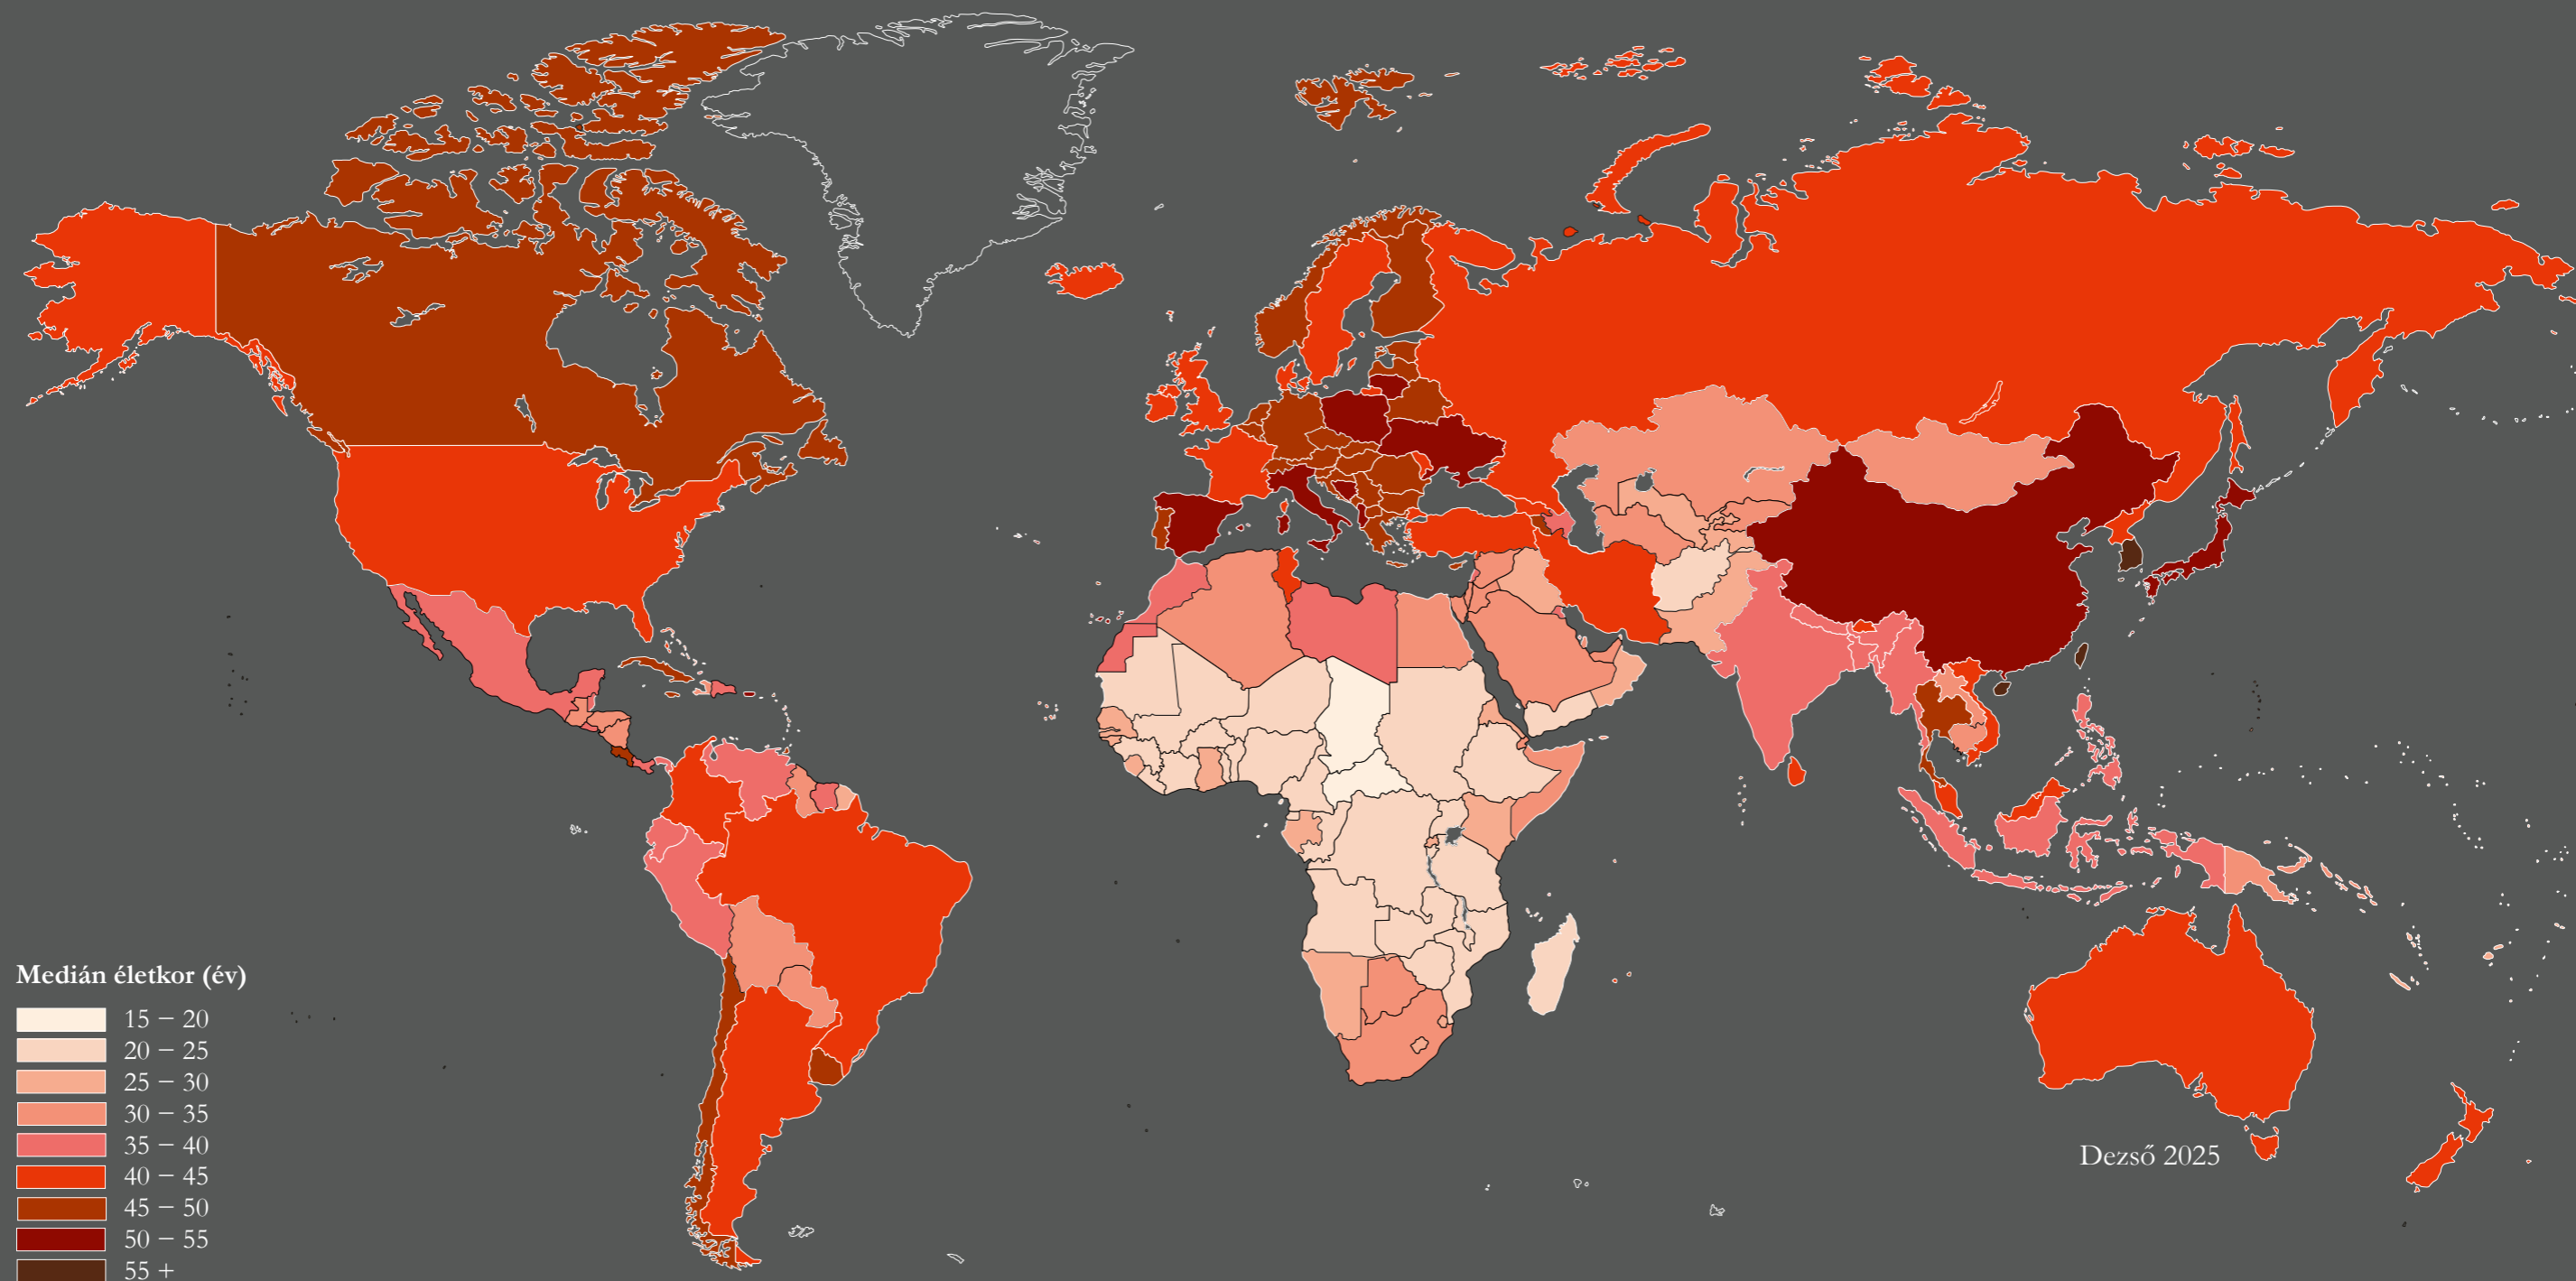 Medián életkor (év)
15 – 20
20 – 25
25 – 30
30 – 35
35 – 40
40 – 45
45 – 50
50 – 55
55 +
Dezső 2025